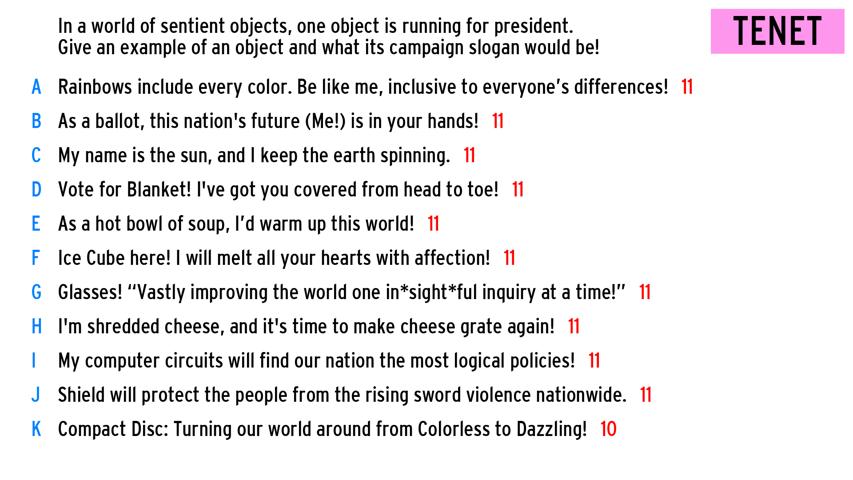 In a world of sentient objects, one object is running for president.
Give an example of an object and what its campaign slogan would be!
TENET
A Rainbows include every color. Be like me, inclusive to everyone’s differences! 11
B As a ballot, this nation's future (Me!) is in your hands! 11
C My name is the sun, and I keep the earth spinning. 11
D Vote for Blanket! I've got you covered from head to toe! 11
E As a hot bowl of soup, I’d warm up this world! 11
F Ice Cube here! I will melt all your hearts with affection! 11
G Glasses! “Vastly improving the world one in*sight*ful inquiry at a time!” 11
H I'm shredded cheese, and it's time to make cheese grate again! 11
I My computer circuits will find our nation the most logical policies! 11
J Shield will protect the people from the rising sword violence nationwide. 11
K Compact Disc: Turning our world around from Colorless to Dazzling! 10